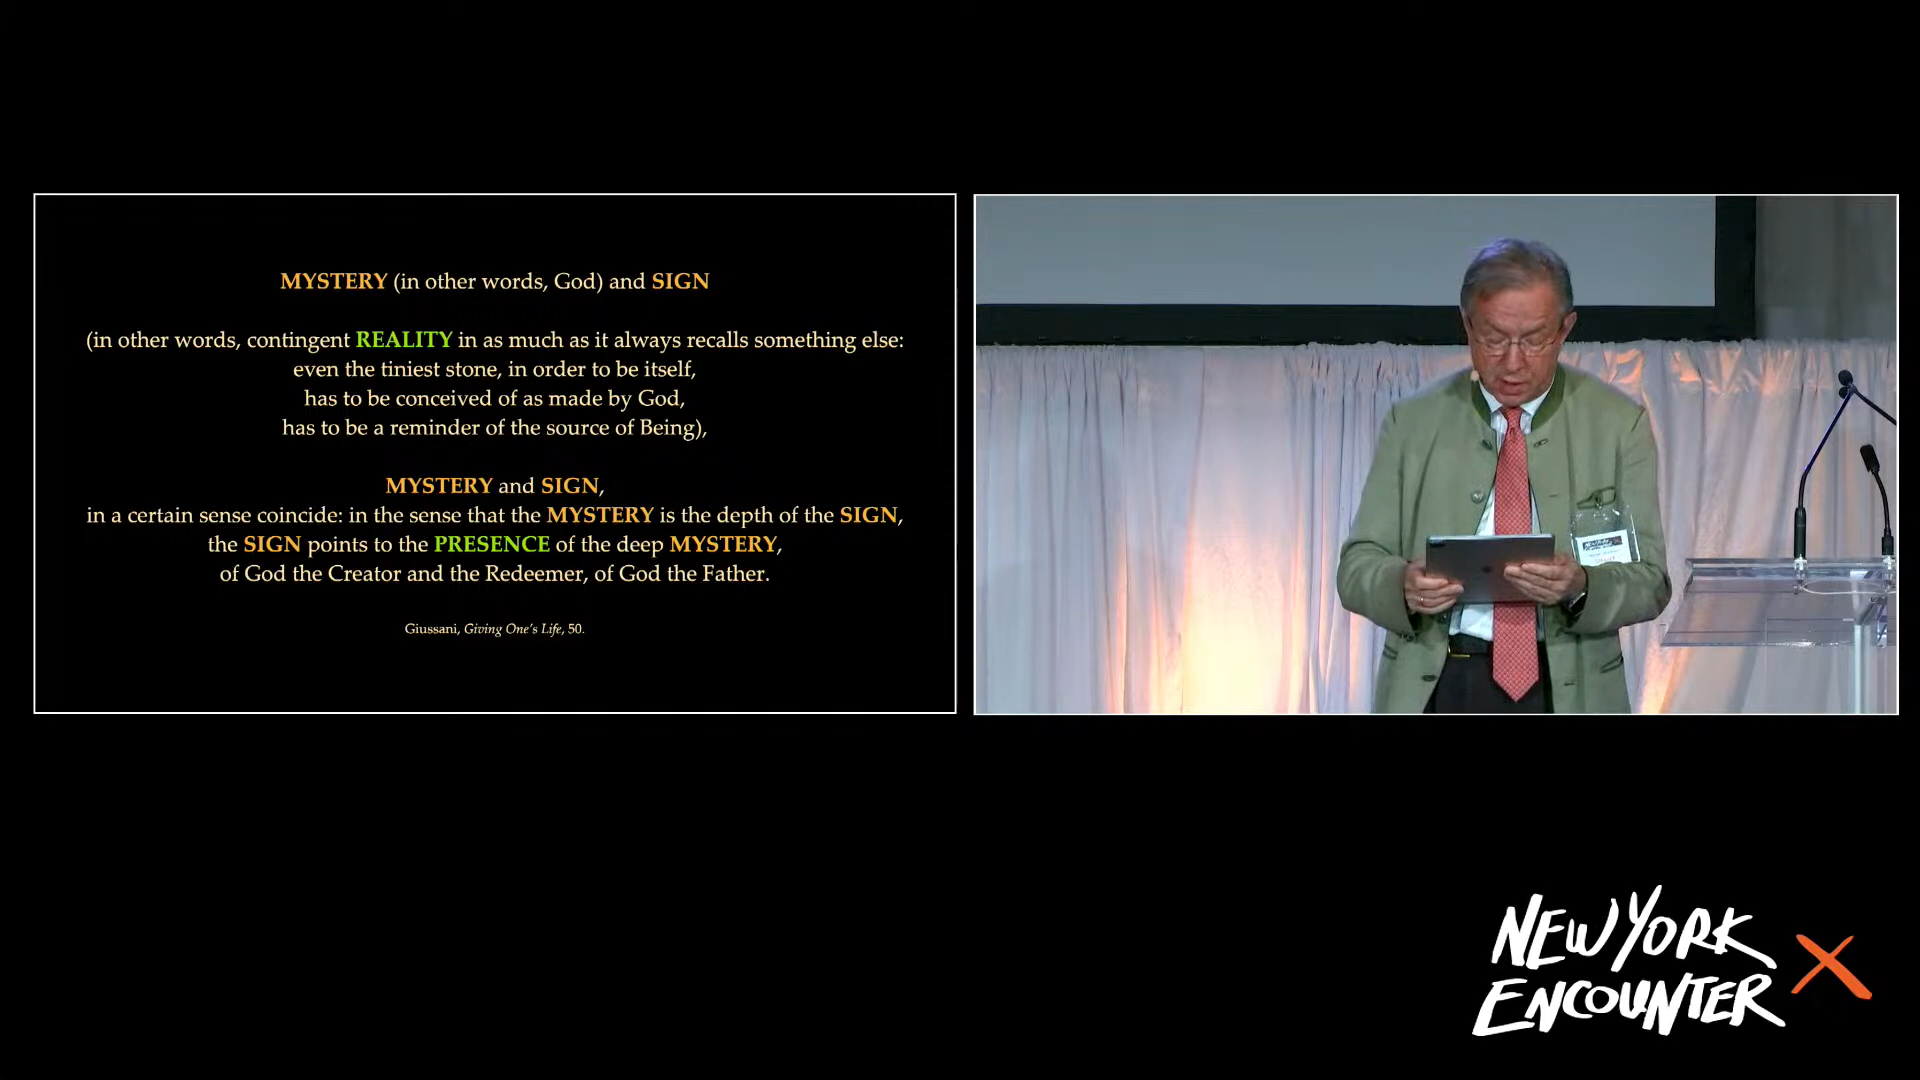 MYSTERY (in other words, God) and SIGN
(in other words, contingent REALITY in as much as it always recalls something else:
even the tiniest stone, in order to be itself,
has to be conceived of as made by God,
has to be a reminder of the source of Being),
MYSTERY and SIGN,
in a certain sense coincide: in the sense that the MYSTERY is the depth of the SIGN,
the SIGN points to the PRESENCE of the deep MYSTERY,
of God the Creator and the Redeemer, of God the Father.
Giussani, Giving One's Life, 50.
NEW YORK
ENCOUNTER